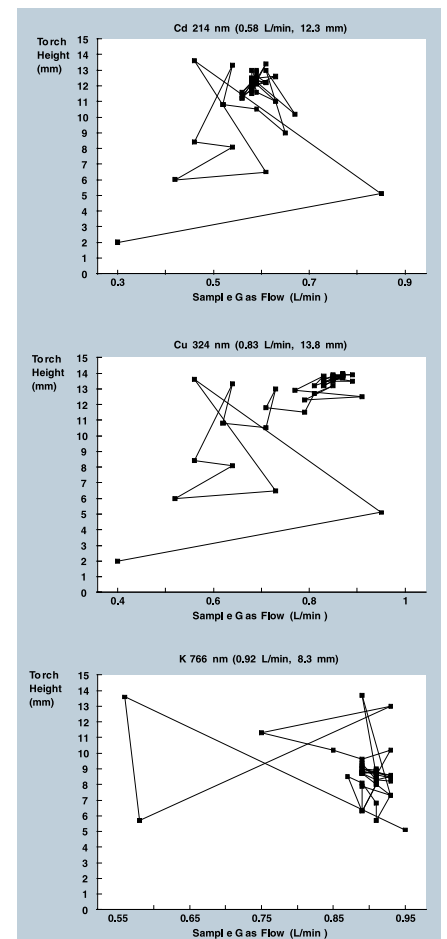 Cd 214 nm (0.58 L/min, 12.3 mm)
Torch
Height
(mm)
15
14
13
12
11
10
9
8
7
6
5
4
3
2
1
0
0.3 0.5 0.7 0.9
Sample Gas Flow (L/min)
Cu 324 nm (0.83 L/min, 13.8 mm)
Torch
Height
(mm)
15
14
13
12
11
10
9
8
7
6
5
4
3
2
1
0
0.4 0.6 0.8 1
Sample Gas Flow (L/min)
K 766 nm (0.92 L/min, 8.3 mm)
Torch
Height
(mm)
15
14
13
12
11
10
9
8
7
6
5
4
3
2
1
0
0.55 0.65 0.75 0.85 0.95
Sample Gas Flow (L/min)